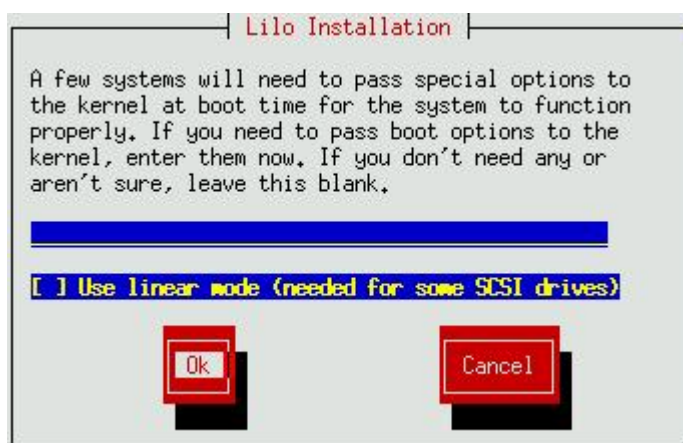 Lilo Installation
A few systems will need to pass special options to
the kernel at boot time for the system to function
properly. If you need to pass boot options to the
kernel, enter them now. If you don't need any or
aren't sure, leave this blank.
[ ] Use linear mode (needed for some SCSI drives)
Ok
Cancel